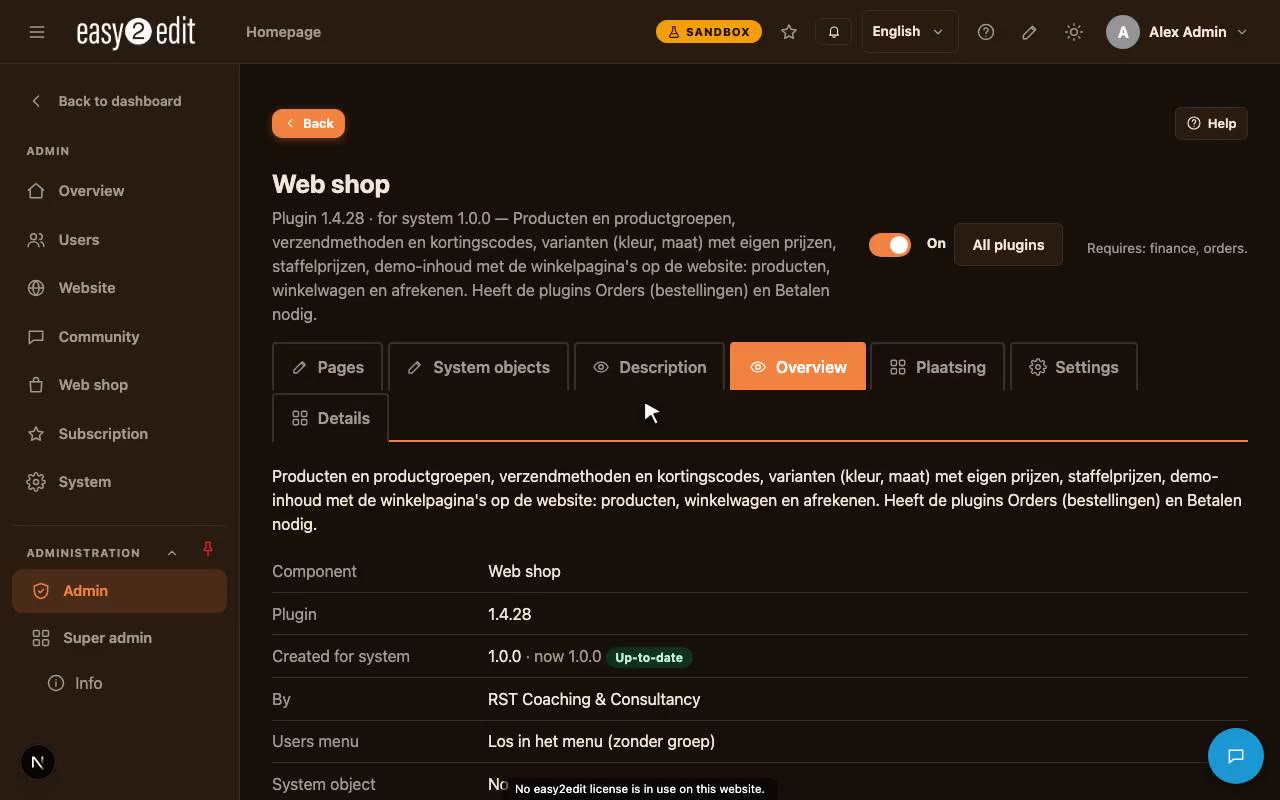 easy2edit
Homepage
SANDBOX
English
A
Alex Admin
Back to dashboard
ADMIN
Overview
Users
Website
Community
Web shop
Subscription
System
ADMINISTRATION
Admin
Super admin
Info
N
Back
Help
Web shop
Plugin 1.4.28 · for system 1.0.0 — Producten en productgroepen,
verzendmethoden en kortingscodes, varianten (kleur, maat) met eigen prijzen,
staffelprijzen, demo-inhoud met de winkelpagina's op de website: producten,
winkelwagen en afrekenen. Heeft de plugins Orders (bestellingen) en Betalen
nodig.
On
All plugins
Requires: finance, orders.
Pages
System objects
Description
Overview
Plaatsing
Settings
Details
Producten en productgroepen, verzendmethoden en kortingscodes, varianten (kleur, maat) met eigen prijzen, staffelprijzen, demo-
inhoud met de winkelpagina's op de website: producten, winkelwagen en afrekenen. Heeft de plugins Orders (bestellingen) en Betalen
nodig.
Component Web shop
Plugin 1.4.28
Created for system 1.0.0 · now 1.0.0 Up-to-date
By RST Coaching & Consultancy
Users menu Los in het menu (zonder groep)
System object No
No easy2edit license is in use on this website.